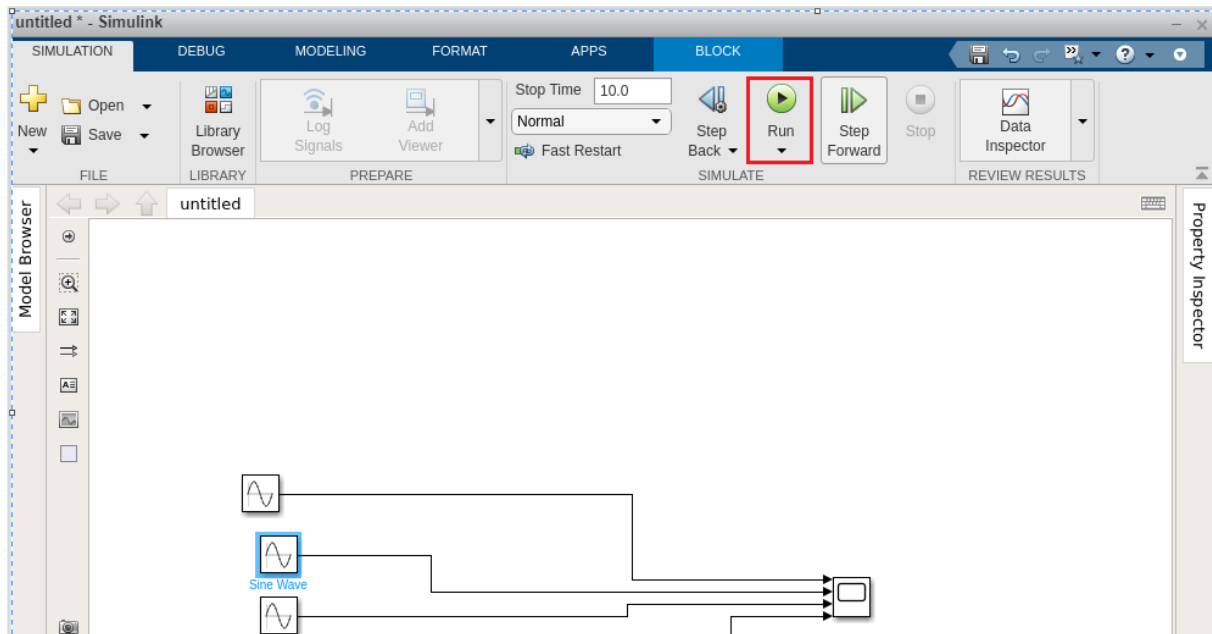 untitled * - Simulink
SIMULATION DEBUG MODELING FORMAT APPS BLOCK
New
Open
Save
FILE
Library
Browser
LIBRARY
Log
Signals
Add
Viewer
PREPARE
Stop Time 10.0
Normal
Fast Restart
Step
Back
Run
Step
Forward
Stop
SIMULATE
Data
Inspector
REVIEW RESULTS
Model Browser
untitled
Property Inspector
Sine Wave